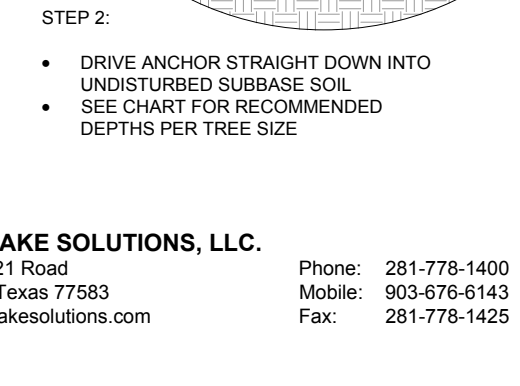 STEP 2:
• DRIVE ANCHOR STRAIGHT DOWN INTO
UNDISTURBED SUBBASE SOIL
• SEE CHART FOR RECOMMENDED
DEPTHS PER TREE SIZE
AKE SOLUTIONS, LLC.
21 Road Phone: 281-778-1400
Texas 77583 Mobile: 903-676-6143
akesolutions.com Fax: 281-778-1425